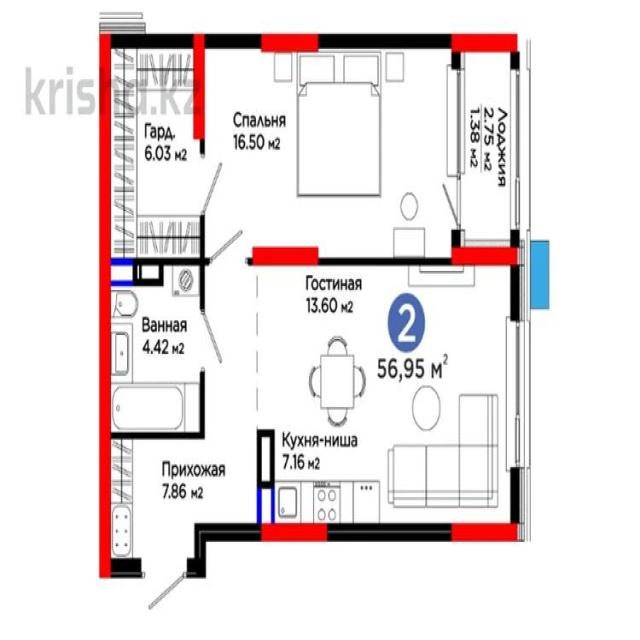 krisha.kz
Гард.
6.03 м2
Спальня
16.50 м2
Лоджия
2.75 м2
1.38 м2
Гостиная
13.60 м2
2
56,95 м2
Ванная
4.42 м2
Кухня-ниша
7.16 м2
Прихожая
7.86 м2